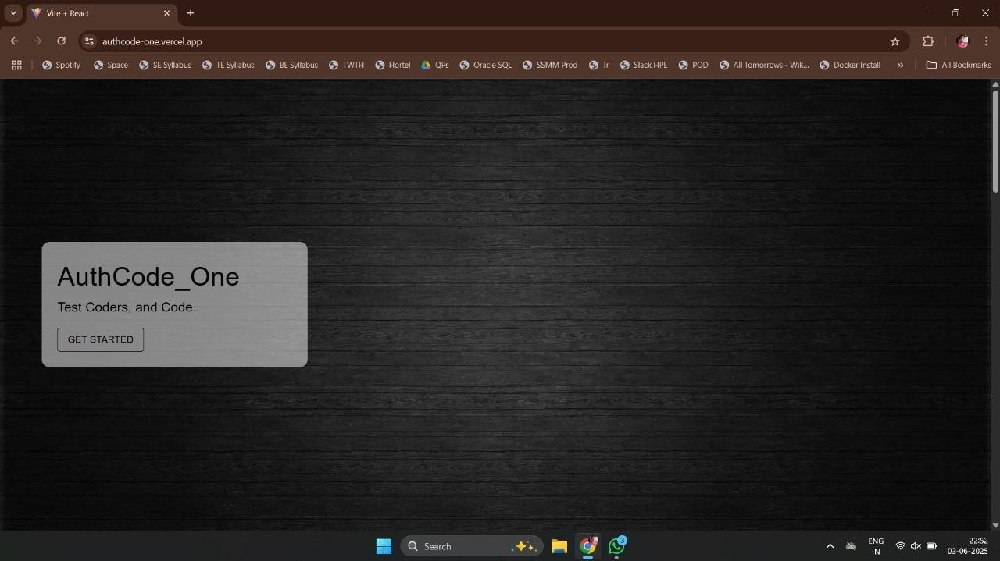 Vite + React
authcode-one.vercel.app
Spotify Space SE Syllabus TE Syllabus BE Syllabus TWTH Hortel QPs Oracle SQL SSMM Prod Tr Slack HPE POD All Tomorrows - Wik... Docker Install » All Bookmarks
AuthCode_One
Test Coders, and Code.
GET STARTED
Search
3
ENG
IN
22:52
03-06-2025